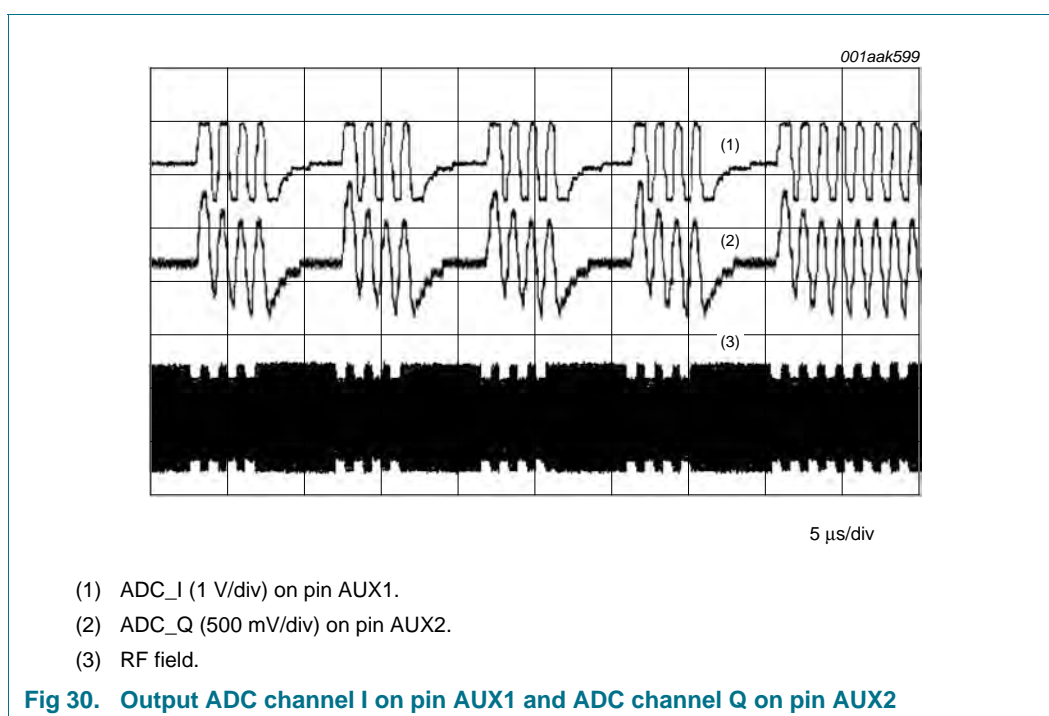 001aak599
(1)
(2)
(3)
5 μs/div
(1) ADC_I (1 V/div) on pin AUX1.
(2) ADC_Q (500 mV/div) on pin AUX2.
(3) RF field.
Fig 30. Output ADC channel I on pin AUX1 and ADC channel Q on pin AUX2